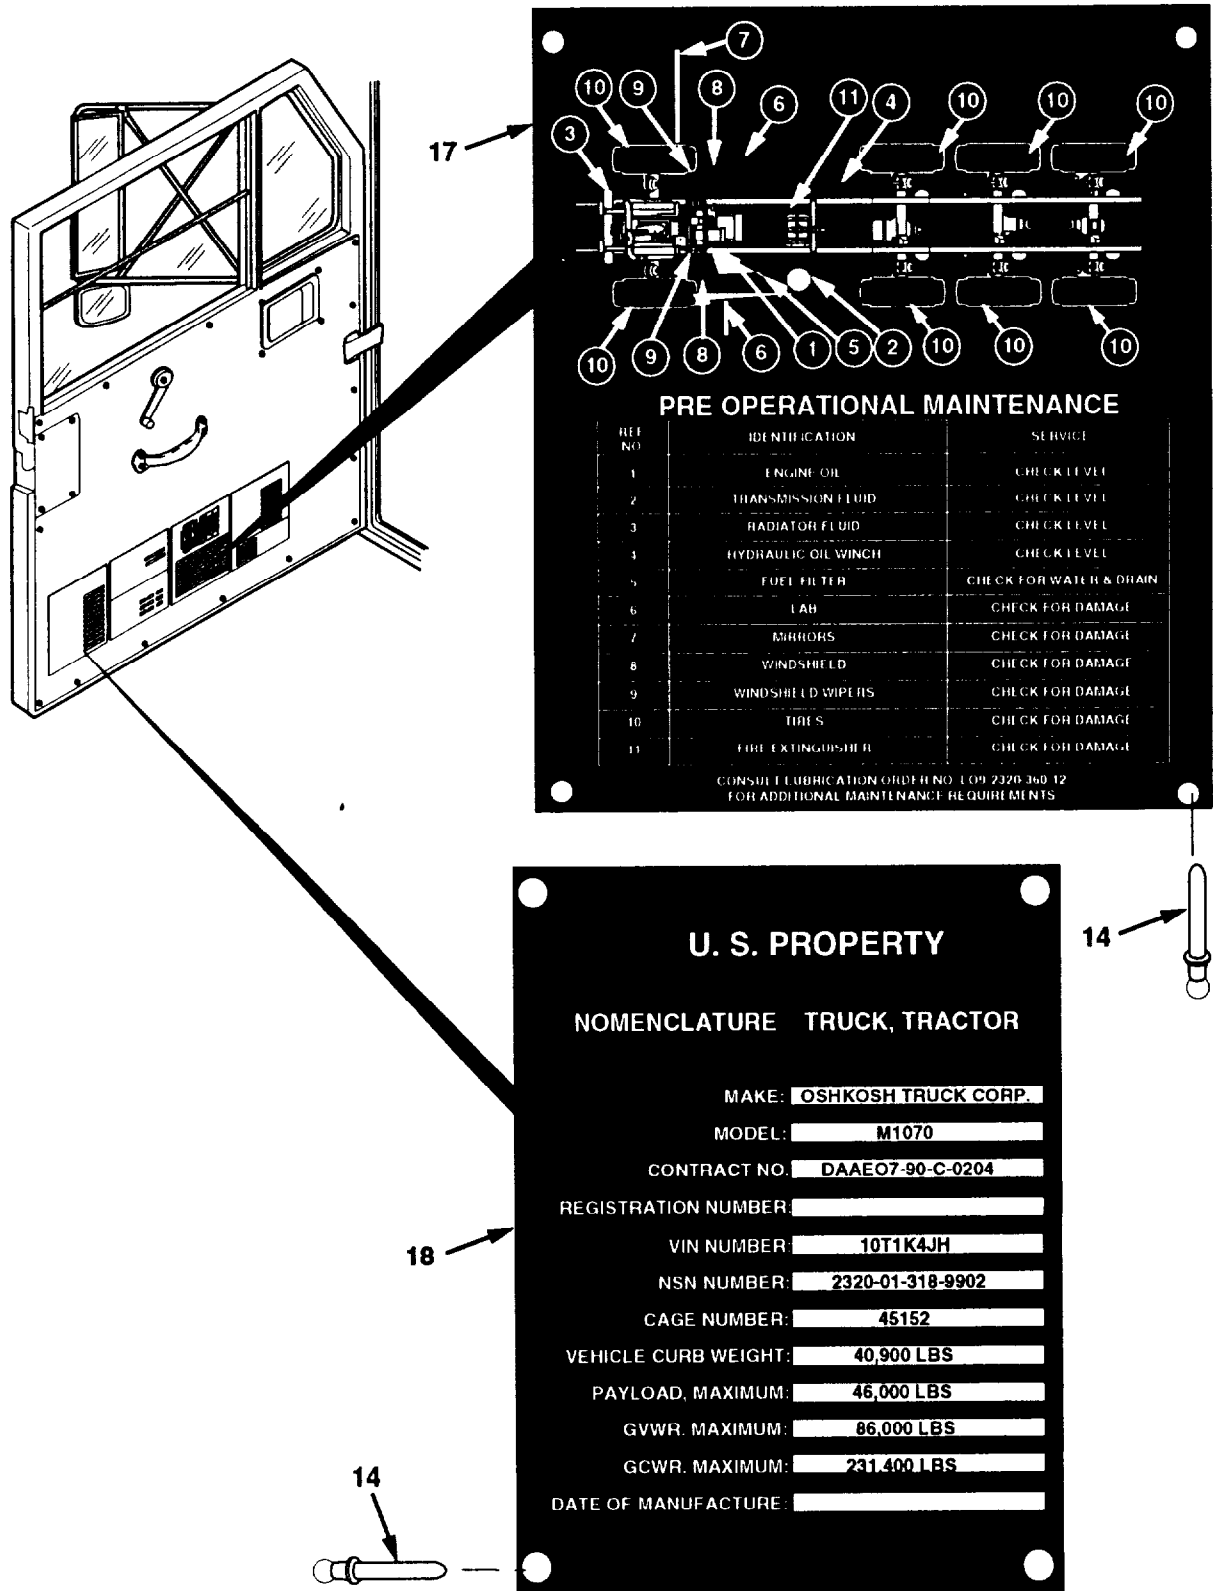 7
10 9 8 6 11 4 10 10 10
17
3
10 9 8 6 1 5 2 10 10 10
PRE OPERATIONAL MAINTENANCE
REF NO IDENTIFICATION SERVICE
1 ENGINE OIL CHECK LEVEL
2 TRANSMISSION FLUID CHECK LEVEL
3 RADIATOR FLUID CHECK LEVEL
4 HYDRAULIC OIL WINCH CHECK LEVEL
5 FUEL FILTER CHECK FOR WATER & DRAIN
6 LAB CHECK FOR DAMAGE
7 MIRRORS CHECK FOR DAMAGE
8 WINDSHIELD CHECK FOR DAMAGE
9 WINDSHIELD WIPERS CHECK FOR DAMAGE
10 TIRES CHECK FOR DAMAGE
11 FIRE EXTINGUISHER CHECK FOR DAMAGE
CONSULT LUBRICATION ORDER NO. LO9-2320-360-12
FOR ADDITIONAL MAINTENANCE REQUIREMENTS
14
U. S. PROPERTY
NOMENCLATURE TRUCK, TRACTOR
MAKE: OSHKOSH TRUCK CORP.
MODEL: M1070
CONTRACT NO. DAAEO7-90-C-0204
REGISTRATION NUMBER:
18
VIN NUMBER: 10T1K4JH
NSN NUMBER: 2320-01-318-9902
CAGE NUMBER: 45152
VEHICLE CURB WEIGHT: 40,900 LBS
PAYLOAD, MAXIMUM: 46,000 LBS
GVWR. MAXIMUM: 86,000 LBS
GCWR. MAXIMUM: 231,400 LBS
DATE OF MANUFACTURE:
14